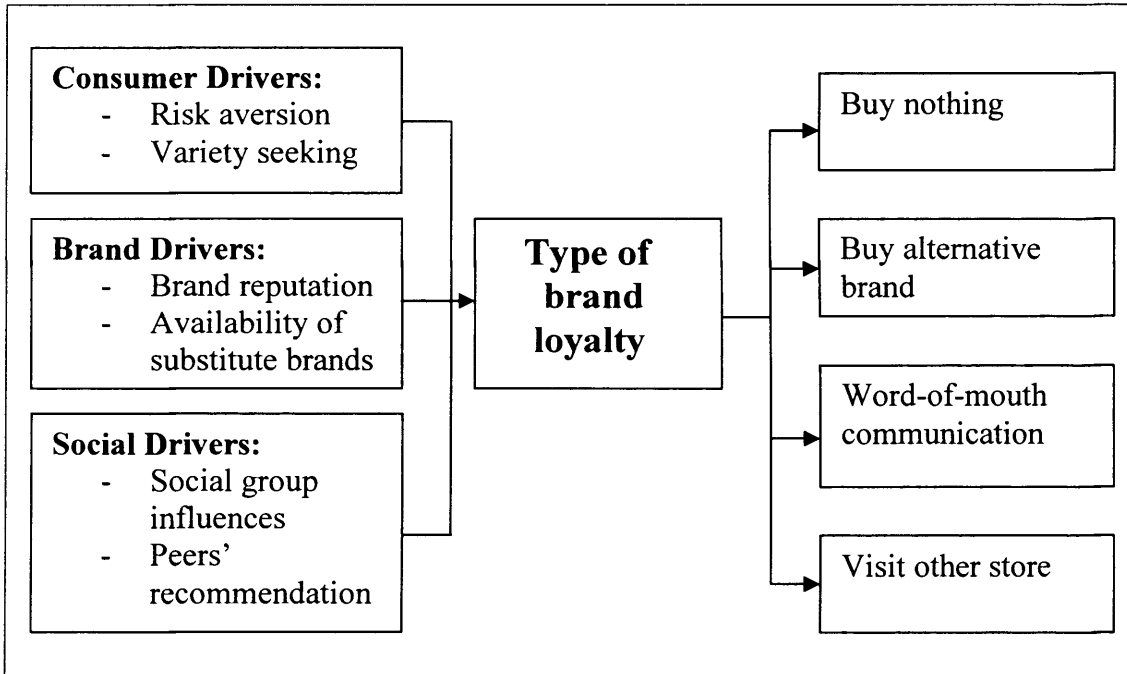 Consumer Drivers:
- Risk aversion
- Variety seeking
Brand Drivers:
- Brand reputation
- Availability of
substitute brands
Social Drivers:
- Social group
influences
- Peers'
recommendation
Type of
brand
loyalty
Buy nothing
Buy alternative
brand
Word-of-mouth
communication
Visit other store